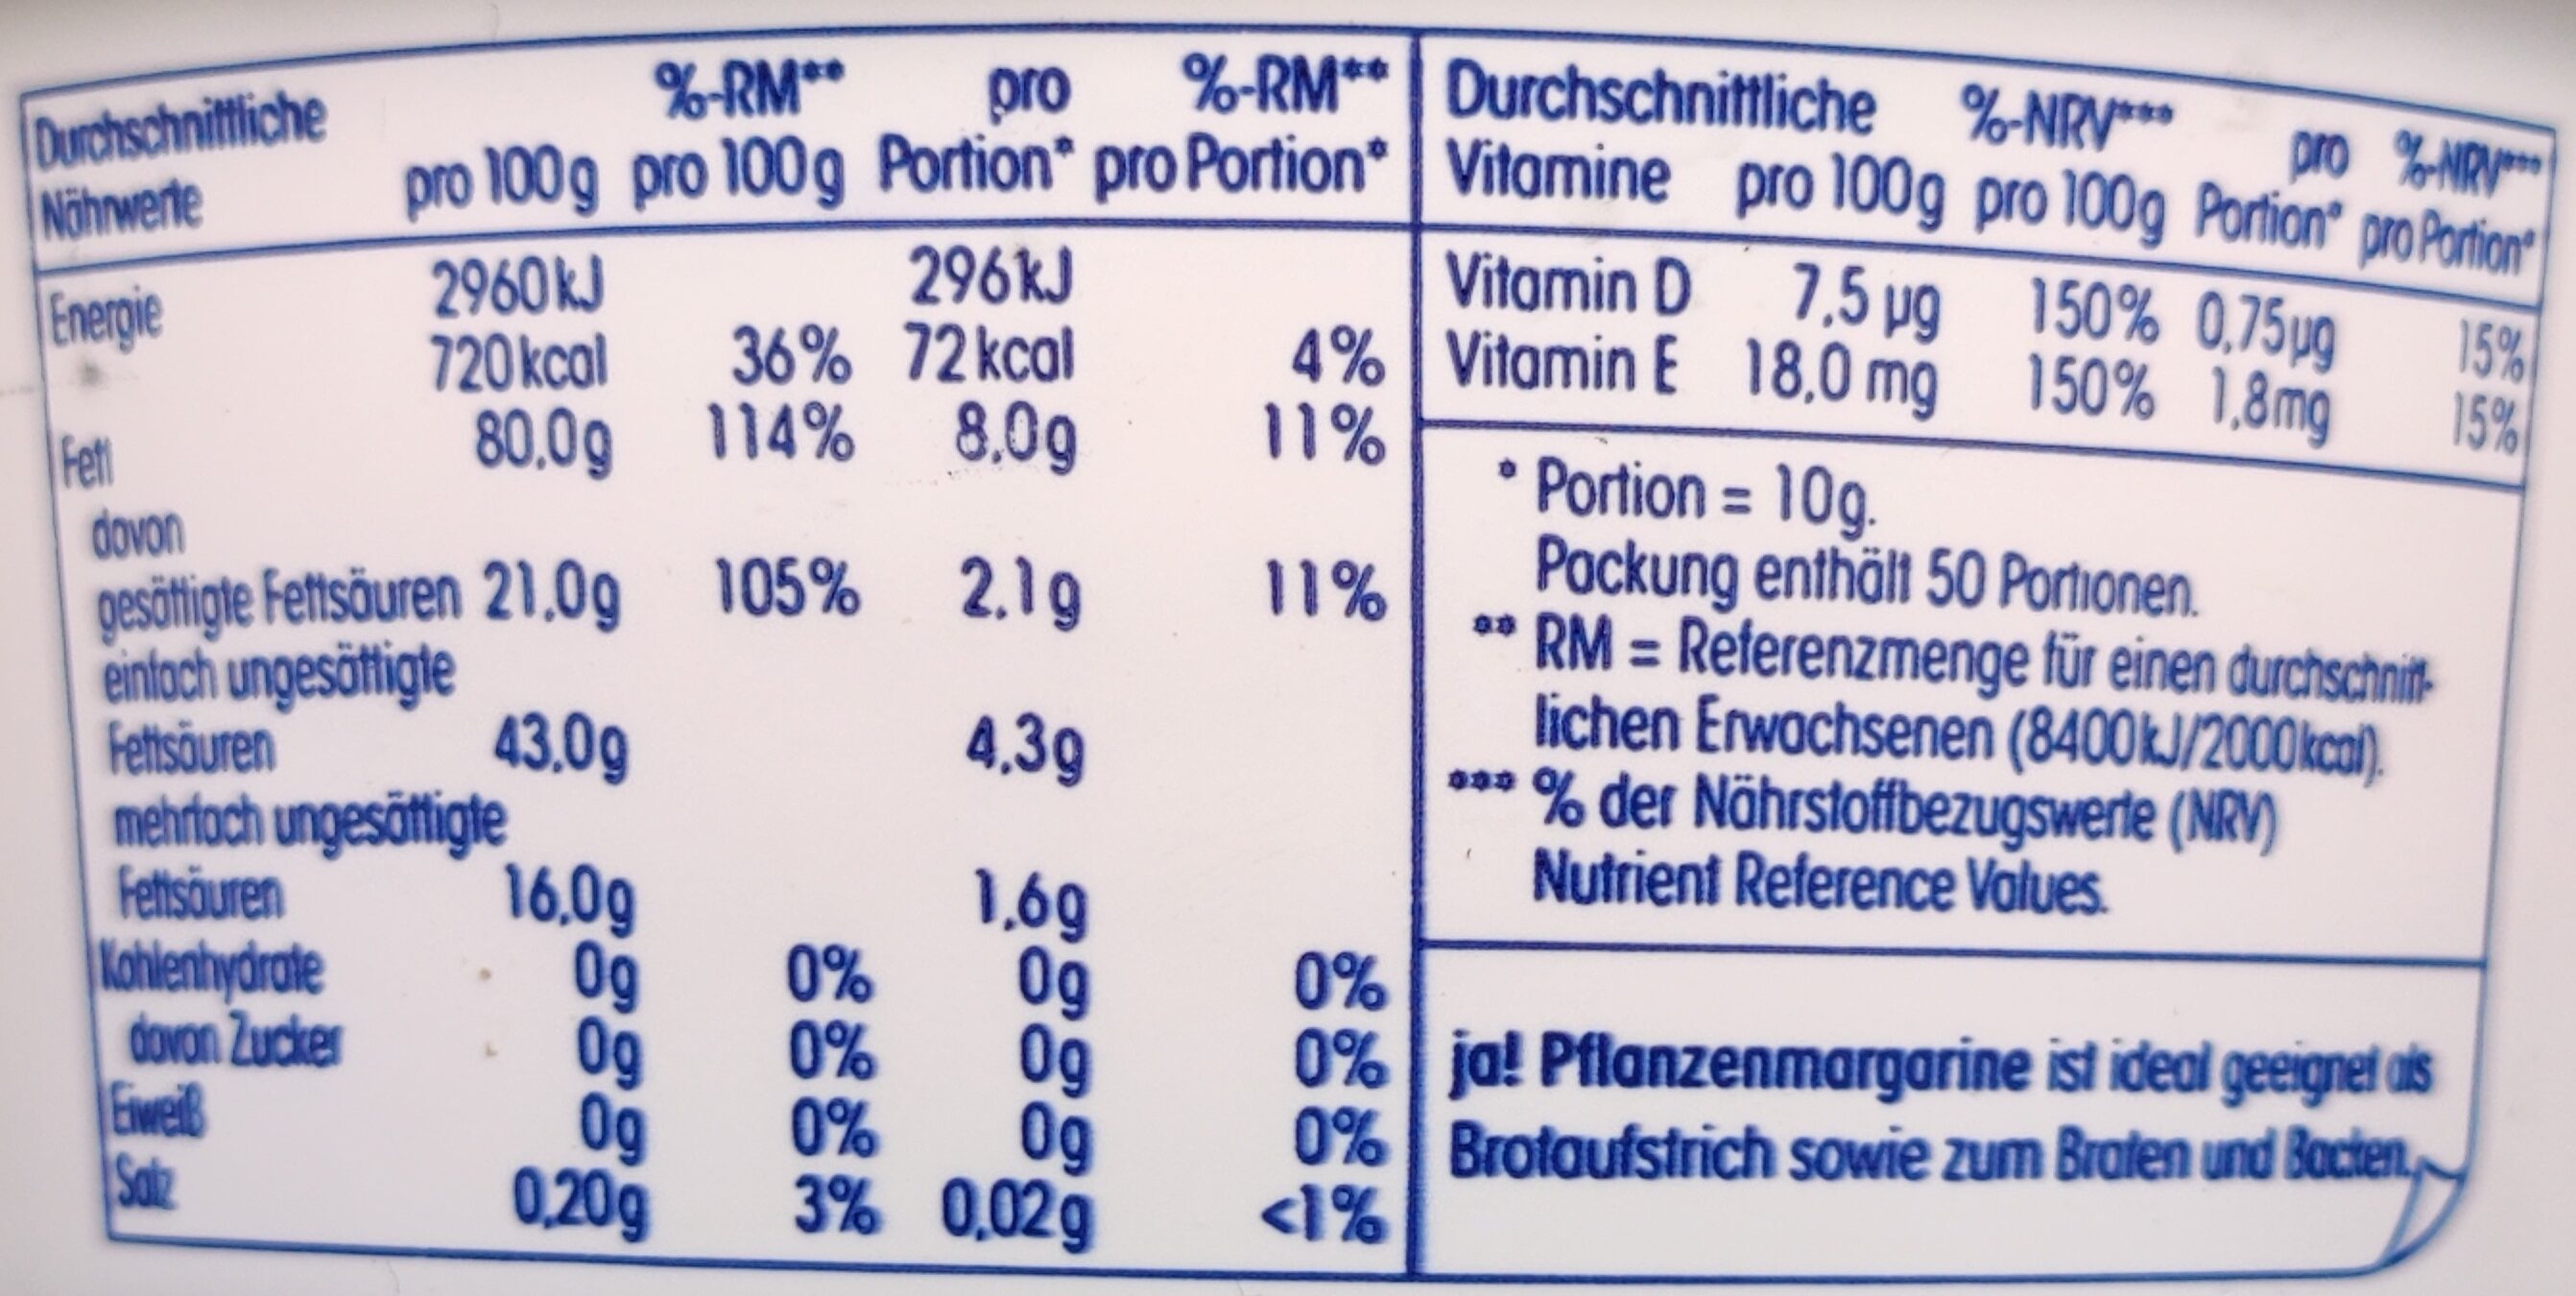 Durchschnittliche %-RM** pro %-RM**
Nährwerte pro 100g pro 100g Portion* pro Portion*
Energie 2960kJ 296kJ
720kcal 36% 72kcal 4%
Fett 80,0g 114% 8,0g 11%
davon
gesättigte Fettsäuren 21,0g 105% 2,1g 11%
einfach ungesättigte
Fettsäuren 43,0g 4,3g
mehrfach ungesättigte
Fettsäuren 16,0g 1,6g
Kohlenhydrate 0g 0% 0g 0%
davon Zucker 0g 0% 0g 0%
Eiweiß 0g 0% 0g 0%
Salz 0,20g 3% 0,02g <1%
Durchschnittliche %-NRV*** pro %-NRV***
Vitamine pro 100g pro 100g Portion* pro Portion*
Vitamin D 7,5 µg 150% 0,75µg 15%
Vitamin E 18,0 mg 150% 1,8mg 15%
* Portion = 10g.
Packung enthält 50 Portionen.
** RM = Referenzmenge für einen durchschnitt-
lichen Erwachsenen (8400kJ/2000kcal).
*** % der Nährstoffbezugswerte (NRV)
Nutrient Reference Values.
ja! Pflanzenmargarine ist ideal geeignet als
Brotaufstrich sowie zum Braten und Backen.